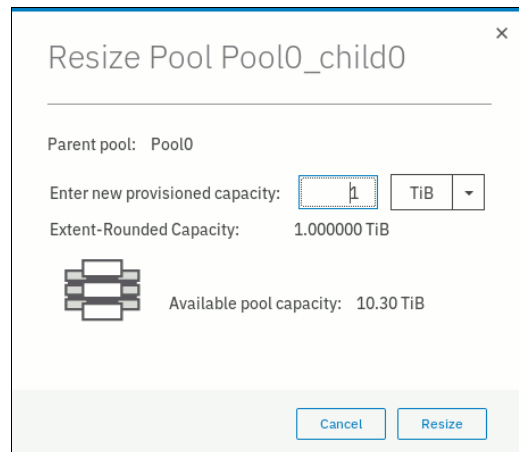 Resize Pool Pool0_child0
Parent pool: Pool0
Enter new provisioned capacity: 1 TiB
Extent-Rounded Capacity: 1.000000 TiB
Available pool capacity: 10.30 TiB
Cancel Resize